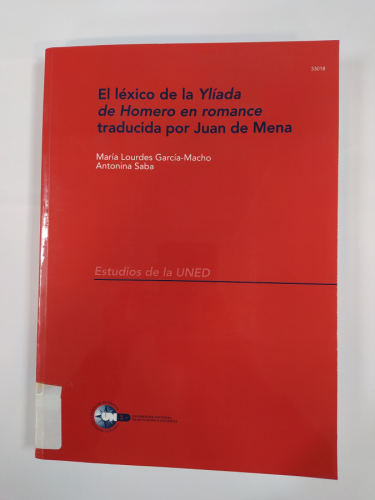 33618
El léxico de la Ylíada
de Homero en romance
traducida por Juan de Mena
María Lourdes García-Macho
Antonina Saba
Estudios de la UNED